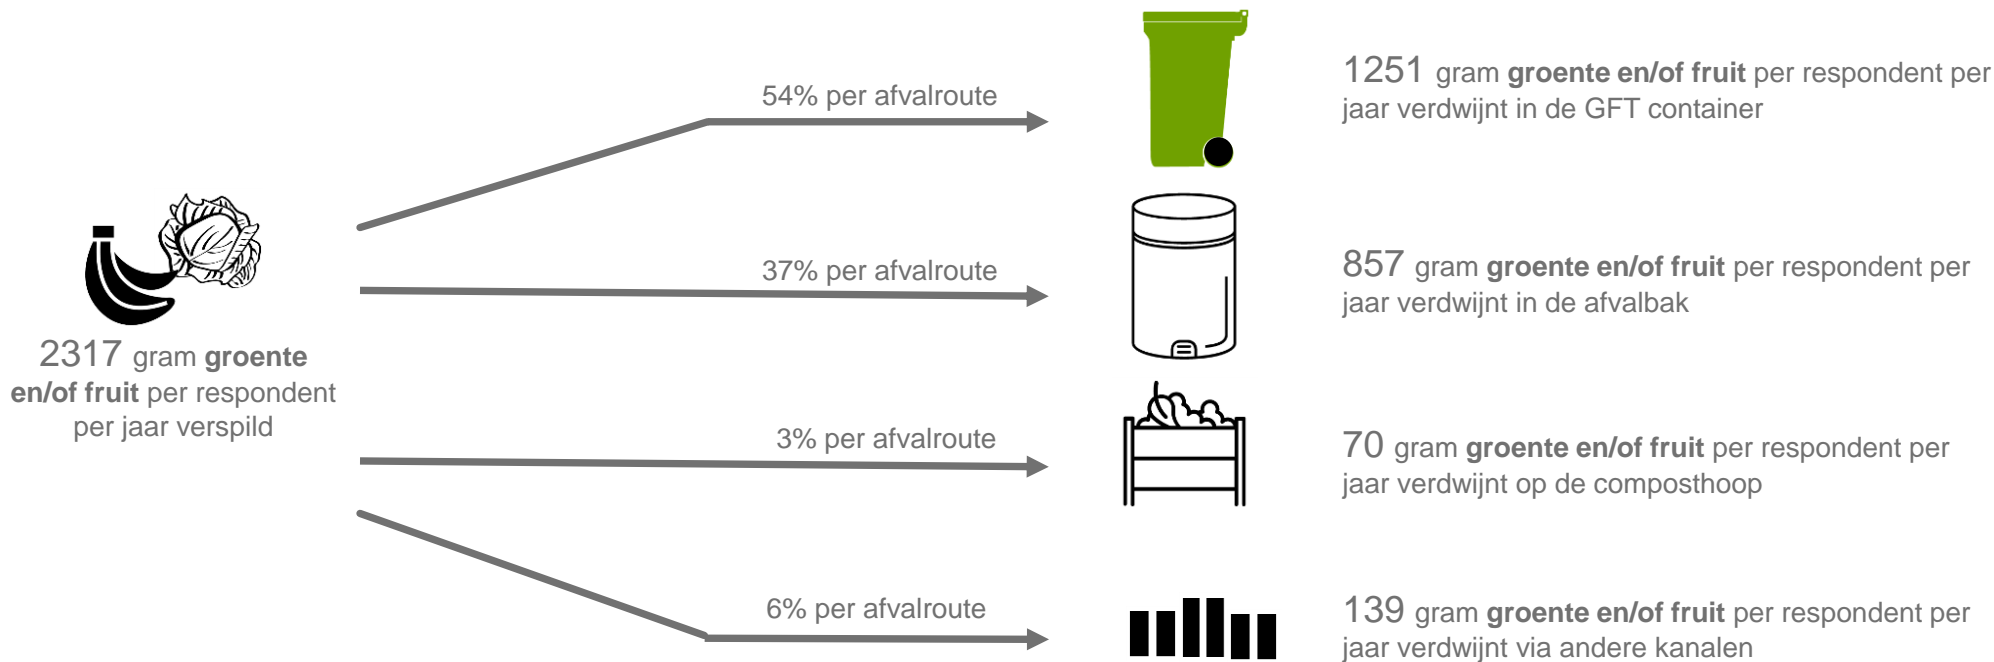 54% per afvalroute
1251 gram groente en/of fruit per respondent per
jaar verdwijnt in de GFT container
37% per afvalroute
857 gram groente en/of fruit per respondent per
jaar verdwijnt in de afvalbak
2317 gram groente
en/of fruit per respondent
per jaar verspild
3% per afvalroute
70 gram groente en/of fruit per respondent per
jaar verdwijnt op de composthoop
6% per afvalroute
139 gram groente en/of fruit per respondent per
jaar verdwijnt via andere kanalen